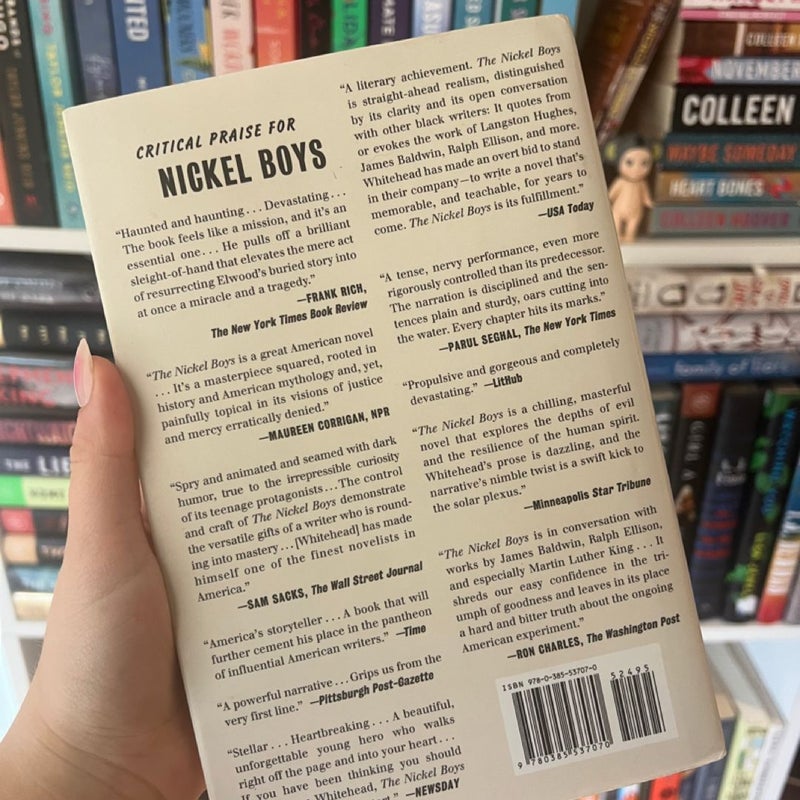 CRITICAL PRAISE FOR
NICKEL BOYS
“Haunted and haunting . . . Devastating . . .
The book feels like a mission, and it’s an
essential one . . . He pulls off a brilliant
sleight-of-hand that elevates the mere act
of resurrecting Elwood’s buried story into
at once a miracle and a tragedy.”
—FRANK RICH,
The New York Times Book Review
“The Nickel Boys is a great American novel
. . . It’s a masterpiece squared, rooted in
history and American mythology and, yet,
painfully topical in its visions of justice
and mercy erratically denied.”
—MAUREEN CORRIGAN, NPR
“Spry and animated and seamed with dark
humor, true to the irrepressible curiosity
of its teenage protagonists . . . The control
and craft of The Nickel Boys demonstrate
the versatile gifts of a writer who is round-
ing into mastery . . . [Whitehead] has made
himself one of the finest novelists in
America.”
—SAM SACKS, The Wall Street Journal
“America’s storyteller . . . A book that will
further cement his place in the pantheon
of influential American writers.” —Time
“A powerful narrative . . . Grips us from the
very first line.” —Pittsburgh Post-Gazette
“Stellar . . . Heartbreaking . . . A beautiful,
unforgettable young hero who walks
right off the page and into your heart . . .
If you have been thinking you should
Whitehead, The Nickel Boys
—NEWSDAY
“A literary achievement. The Nickel Boys
is straight-ahead realism, distinguished
by its clarity and its open conversation
with other black writers: It quotes from
or evokes the work of Langston Hughes,
James Baldwin, Ralph Ellison, and more.
Whitehead has made an overt bid to stand
in their company—to write a novel that’s
memorable, and teachable, for years to
come. The Nickel Boys is its fulfillment.”
—USA Today
“A tense, nervy performance, even more
rigorously controlled than its predecessor.
The narration is disciplined and the sen-
tences plain and sturdy, oars cutting into
the water. Every chapter hits its marks.”
—PARUL SEHGAL, The New York Times
“Propulsive and gorgeous and completely
devastating.” —LitHub
“The Nickel Boys is a chilling, masterful
novel that explores the depths of evil
and the resilience of the human spirit.
Whitehead’s prose is dazzling, and the
narrative’s nimble twist is a swift kick to
the solar plexus.”
—Minneapolis Star Tribune
“The Nickel Boys is in conversation with
works by James Baldwin, Ralph Ellison,
and especially Martin Luther King . . . It
shreds our easy confidence in the tri-
umph of goodness and leaves in its place
a hard and bitter truth about the ongoing
American experiment.”
—RON CHARLES, The Washington Post
ISBN 978-0-385-53707-0
52495
9 780385 537070
COLLEEN
NOVEMBER
COLLEEN
MAYBE SOMEDAY
HEART BONES
COLLEEN HOOVER